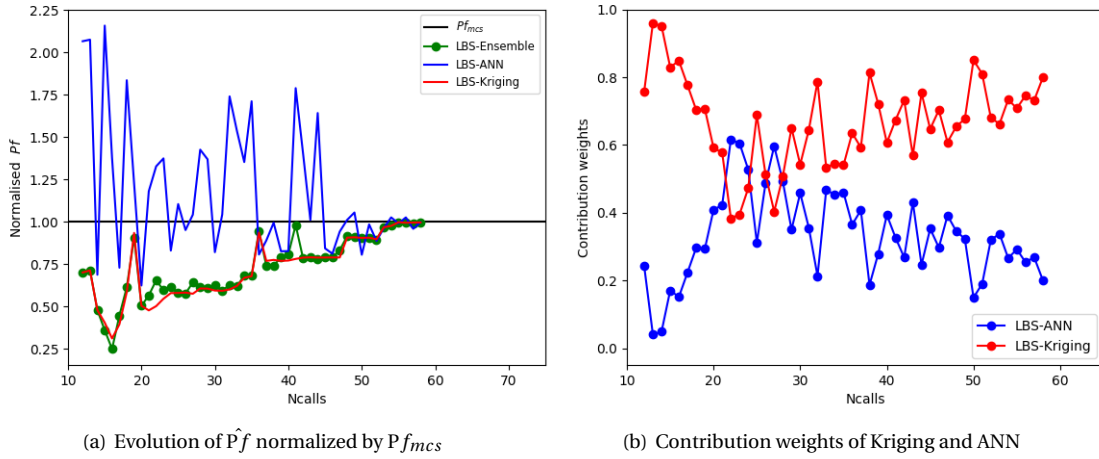 2.25
2.00
1.75
1.50
1.25
1.00
0.75
0.50
0.25
Normalised Pf
Pf_mcs
LBS-Ensemble
LBS-ANN
LBS-Kriging
10 20 30 40 50 60 70
Ncalls
(a) Evolution of P̂f normalized by Pf_mcs
1.0
0.8
0.6
0.4
0.2
0.0
Contribution weights
LBS-ANN
LBS-Kriging
10 20 30 40 50 60
Ncalls
(b) Contribution weights of Kriging and ANN